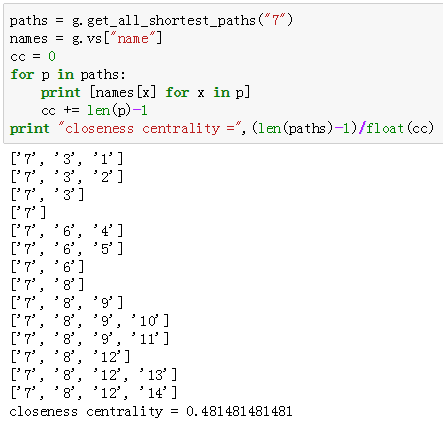 paths = g.get_all_shortest_paths("7")
names = g.vs["name"]
cc = 0
for p in paths:
    print [names[x] for x in p]
    cc += len(p)-1
print "closeness centrality =",(len(paths)-1)/float(cc)
['7', '3', '1']
['7', '3', '2']
['7', '3']
['7']
['7', '6', '4']
['7', '6', '5']
['7', '6']
['7', '8']
['7', '8', '9']
['7', '8', '9', '10']
['7', '8', '9', '11']
['7', '8', '12']
['7', '8', '12', '13']
['7', '8', '12', '14']
closeness centrality = 0.481481481481